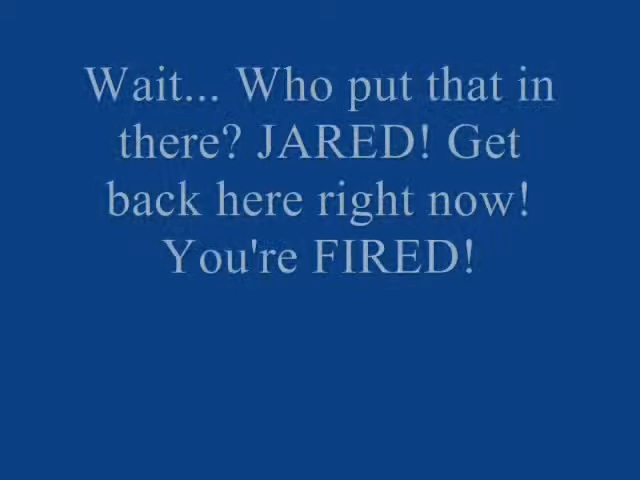 Wait... Who put that in
there? JARED! Get
back here right now!
You're FIRED!